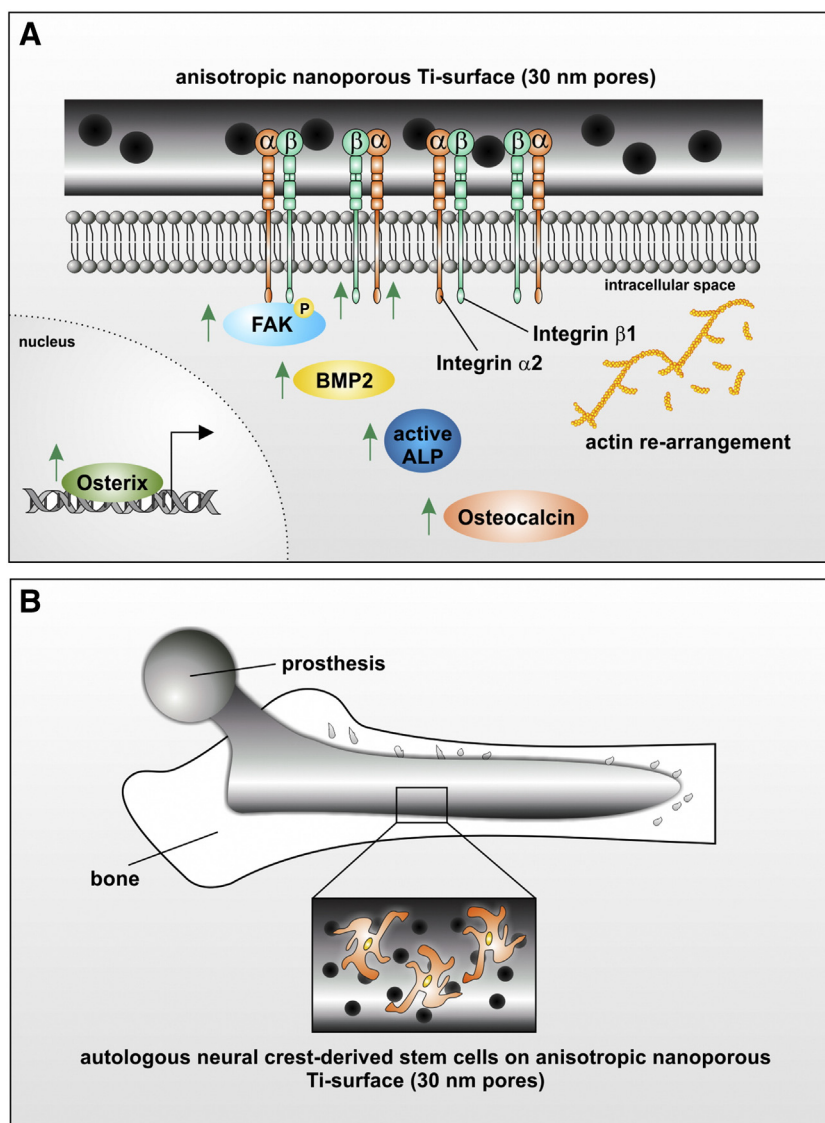 A
anisotropic nanoporous Ti-surface (30 nm pores)
α β β α α β β α
intracellular space
P
FAK
nucleus
Integrin β1
Integrin α2
BMP2
active
ALP
actin re-arrangement
Osterix
Osteocalcin
B
prosthesis
bone
autologous neural crest-derived stem cells on anisotropic nanoporous
Ti-surface (30 nm pores)